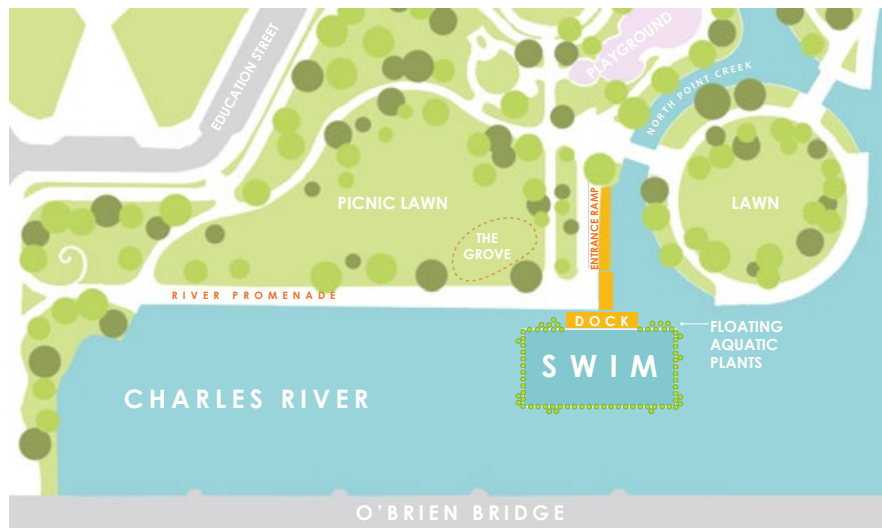 EDUCATION STREET
PLAYGROUND
NORTH POINT CREEK
PICNIC LAWN
LAWN
THE
GROVE
ENTRANCE RAMP
RIVER PROMENADE
DOCK
FLOATING
AQUATIC
PLANTS
SWIM
CHARLES RIVER
O'BRIEN BRIDGE